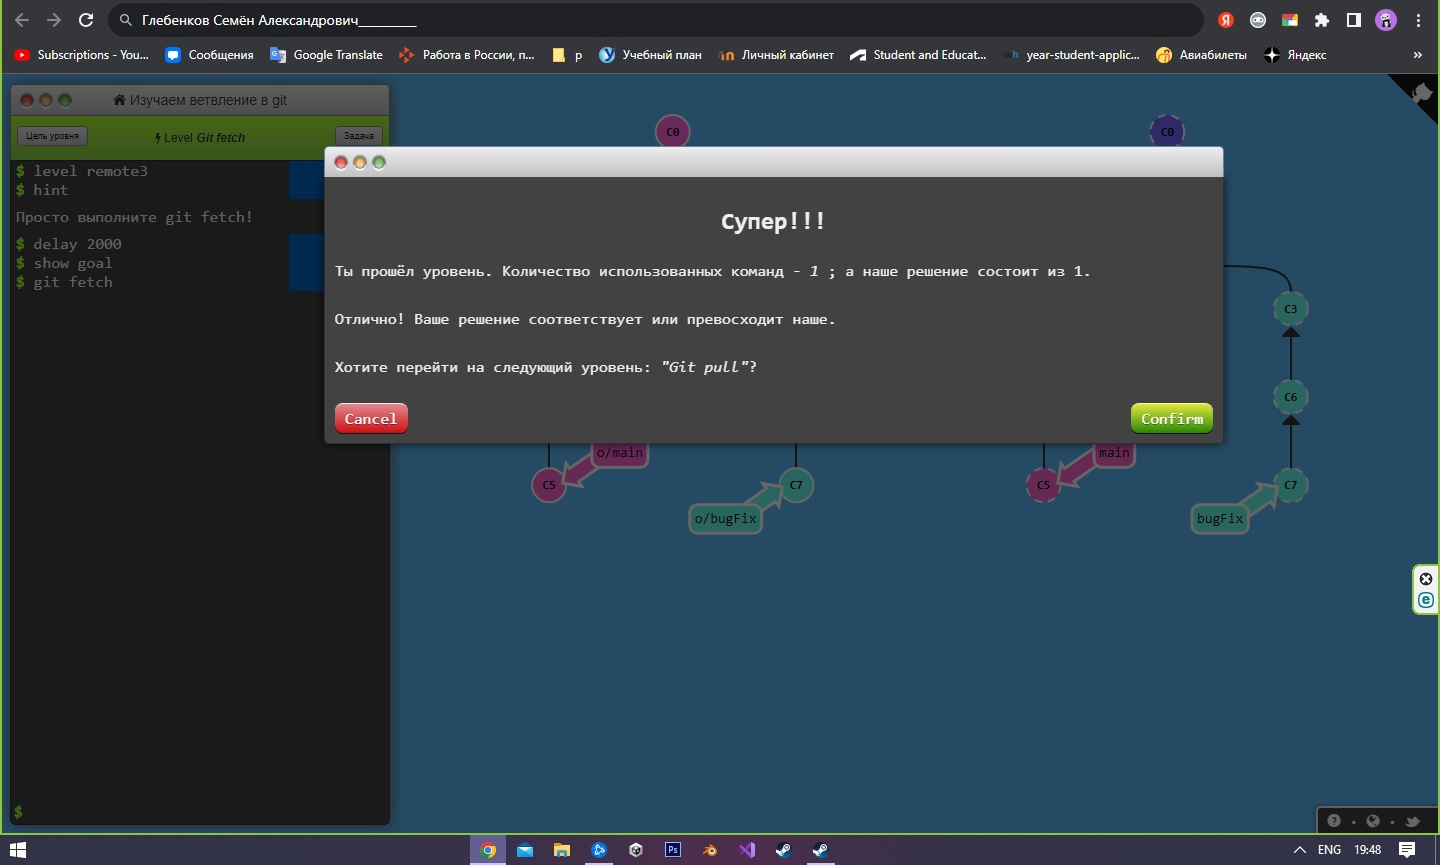 Глебенков Семён Александрович_________
Subscriptions - You...
Сообщения
Google Translate
Работа в России, п...
р
Учебный план
Личный кабинет
Student and Educat...
wh
year-student-applic...
Авиабилеты
Яндекс
»
Изучаем ветвление в git
Цель уровня
Level Git fetch
Задача
$ level remote3
$ hint
Просто выполните git fetch!
$ delay 2000
$ show goal
$ git fetch
$
C0
C0
Супер!!!
Ты прошёл уровень. Количество использованных команд - 1 ; а наше решение состоит из 1.
Отлично! Ваше решение соответствует или превосходит наше.
Хотите перейти на следующий уровень: "Git pull"?
Cancel
Confirm
C3
C6
o/main
main
C5
C7
C5
C7
o/bugFix
bugFix
ENG
19:48